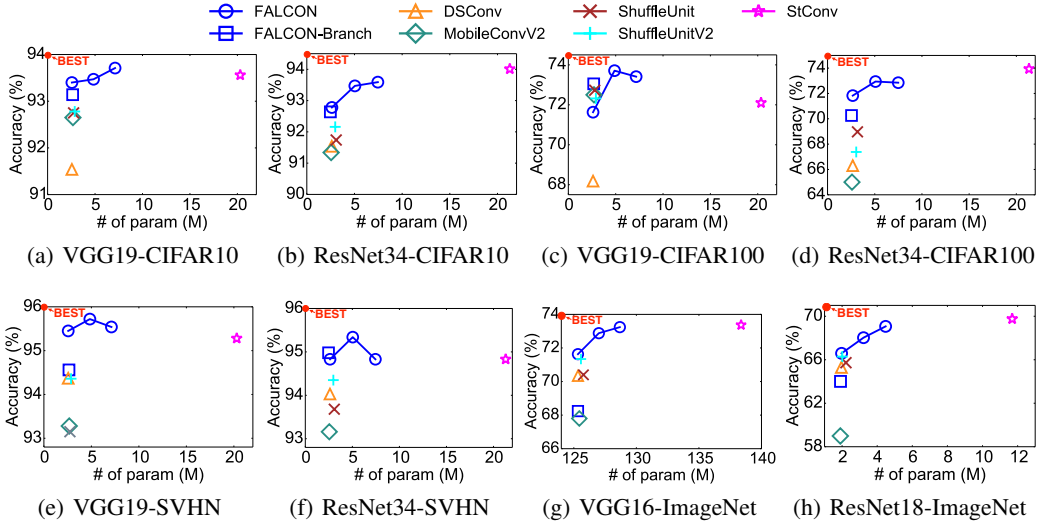 FALCON DSConv ShuffleUnit StConv
FALCON-Branch MobileConvV2 ShuffleUnitV2
94 93 92 91
Accuracy (%)
BEST
0 5 10 15 20
# of param (M)
(a) VGG19-CIFAR10
94 93 92 91 90
Accuracy (%)
BEST
0 5 10 15 20
# of param (M)
(b) ResNet34-CIFAR10
74 72 70 68
Accuracy (%)
BEST
0 5 10 15 20
# of param (M)
(c) VGG19-CIFAR100
74 72 70 68 66 64
Accuracy (%)
BEST
0 5 10 15 20
# of param (M)
(d) ResNet34-CIFAR100
96 95 94 93
Accuracy (%)
BEST
0 5 10 15 20
# of param (M)
(e) VGG19-SVHN
96 95 94 93
Accuracy (%)
BEST
0 5 10 15 20
# of param (M)
(f) ResNet34-SVHN
74 72 70 68 66
Accuracy (%)
BEST
125 130 135 140
# of param (M)
(g) VGG16-ImageNet
70 66 62 58
Accuracy (%)
BEST
2 4 6 8 10 12
# of param (M)
(h) ResNet18-ImageNet